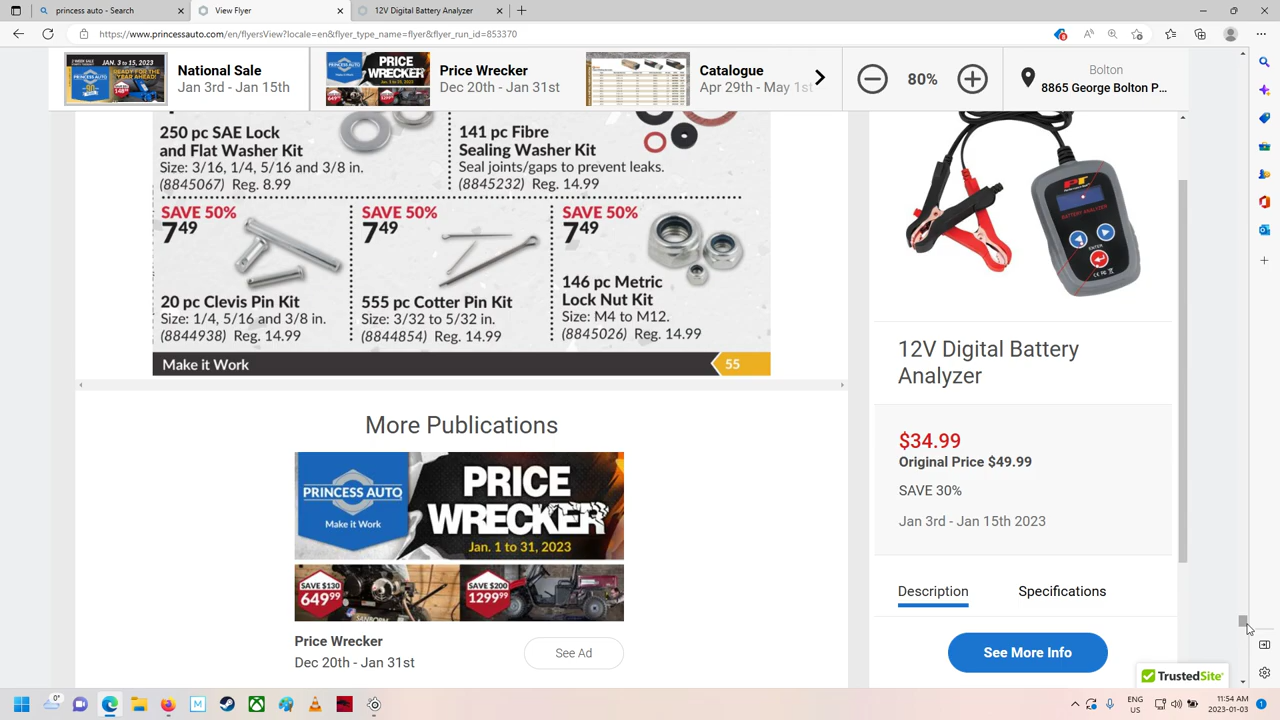 princess auto - Search
View Flyer
12V Digital Battery Analyzer
https://www.princessauto.com/en/flyersView?locale=en&flyer_type_name=flyer&flyer_run_id=853370
National Sale
Jan 3rd - Jan 15th
Price Wrecker
Dec 20th - Jan 31st
Catalogue
Apr 29th - May
80%
Bolton
8865 George Bolton P...
250 pc SAE Lock
and Flat Washer Kit
Size: 3/16, 1/4, 5/16 and 3/8 in.
(8845067) Reg. 8.99
141 pc Fibre
Sealing Washer Kit
Seal joints/gaps to prevent leaks.
(8845232) Reg. 14.99
SAVE 50%
7 49
20 pc Clevis Pin Kit
Size: 1/4, 5/16 and 3/8 in.
(8844938) Reg. 14.99
SAVE 50%
7 49
555 pc Cotter Pin Kit
Size: 3/32 to 5/32 in.
(8844854) Reg. 14.99
SAVE 50%
7 49
146 pc Metric
Lock Nut Kit
Size: M4 to M12.
(8845026) Reg. 14.99
Make it Work
55
More Publications
PRINCESS AUTO
Make it Work
PRICE
WRECKER
Jan. 1 to 31, 2023
SAVE $130
649 99
SAVE $200
1299 99
Price Wrecker
Dec 20th - Jan 31st
See Ad
BATTERY ANALYZER
ENTER
12V Digital Battery
Analyzer
$34.99
Original Price $49.99
SAVE 30%
Jan 3rd - Jan 15th 2023
Description
Specifications
See More Info
TrustedSite
0°
ENG
US
11:54 AM
2023-01-03